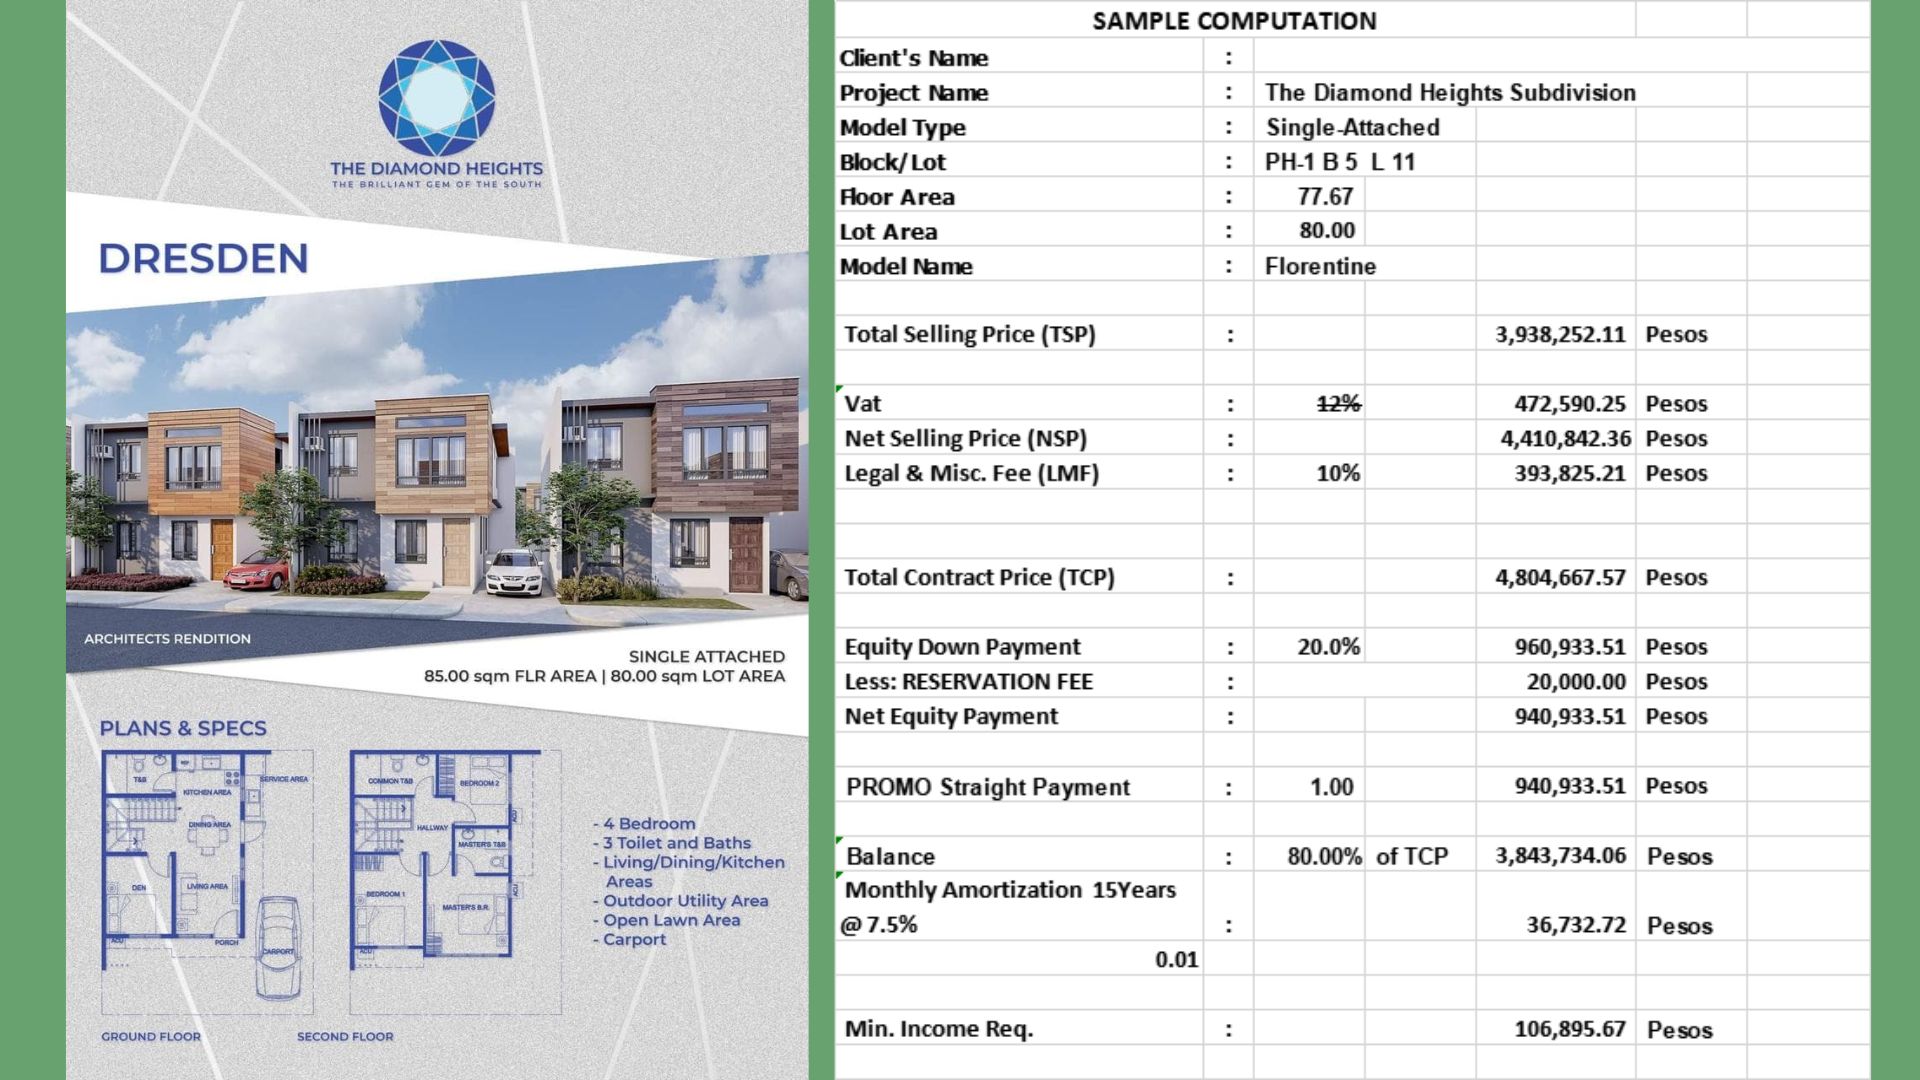 THE DIAMOND HEIGHTS
THE BRILLIANT GEM OF THE SOUTH
DRESDEN
ARCHITECTS RENDITION
SINGLE ATTACHED
85.00 sqm FLR AREA | 80.00 sqm LOT AREA
PLANS & SPECS
T&B
REF
SERVICE AREA
KITCHEN AREA
DINING AREA
DEN
LIVING AREA
ACU
PORCH
CARPORT
GROUND FLOOR
COMMON T&B
BEDROOM 2
ACU
HALLWAY
MASTER'S T&B
BEDROOM 1
ACU
MASTER'S B.R.
ACU
SECOND FLOOR
- 4 Bedroom
- 3 Toilet and Baths
- Living/Dining/Kitchen
Areas
- Outdoor Utility Area
- Open Lawn Area
- Carport
SAMPLE COMPUTATION
Client's Name :
Project Name : The Diamond Heights Subdivision
Model Type : Single-Attached
Block/Lot : PH-1 B 5 L 11
Floor Area : 77.67
Lot Area : 80.00
Model Name : Florentine
Total Selling Price (TSP) : 3,938,252.11 Pesos
Vat : 12% 472,590.25 Pesos
Net Selling Price (NSP) : 4,410,842.36 Pesos
Legal & Misc. Fee (LMF) : 10% 393,825.21 Pesos
Total Contract Price (TCP) : 4,804,667.57 Pesos
Equity Down Payment : 20.0% 960,933.51 Pesos
Less: RESERVATION FEE : 20,000.00 Pesos
Net Equity Payment : 940,933.51 Pesos
PROMO Straight Payment : 1.00 940,933.51 Pesos
Balance : 80.00% of TCP 3,843,734.06 Pesos
Monthly Amortization 15Years
@ 7.5% : 36,732.72 Pesos
0.01
Min. Income Req. : 106,895.67 Pesos